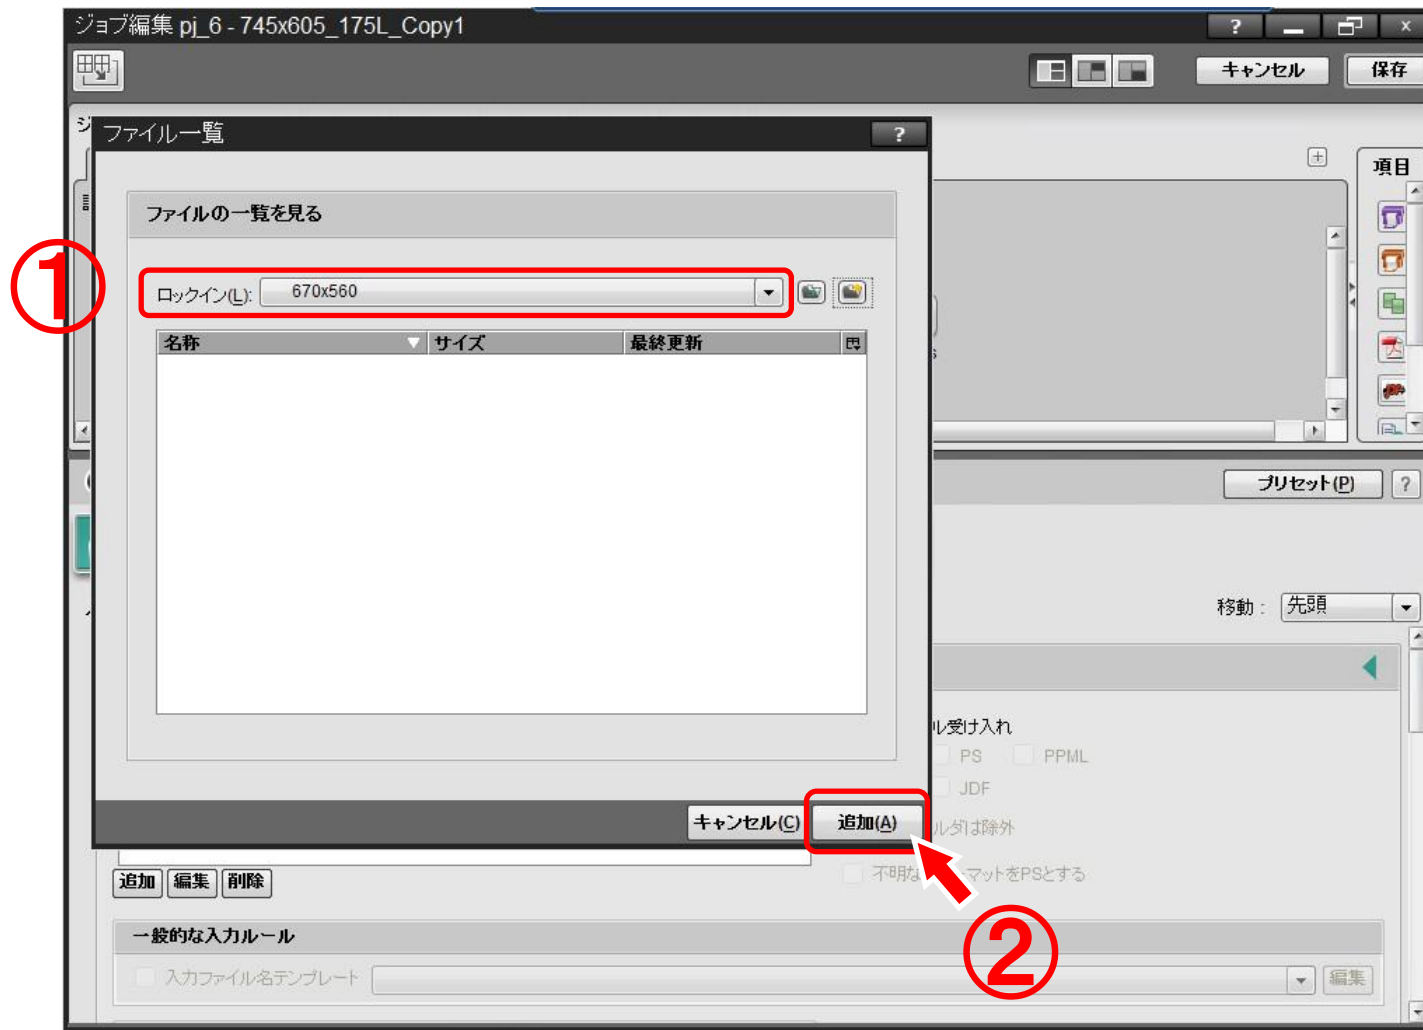 ジョブ編集 pj_6 - 745x605_175L_Copy1
?
x
キャンセル
保存
ジ
ファイル一覧
?
項目
ファイルの一覧を見る
①
ロックイン(L):
670x560
名称
サイズ
最終更新
s
プリセット(P)
?
移動 :
先頭
ル受け入れ
PS
PPML
JDF
キャンセル(C)
追加(A)
ルダは除外
追加
編集
削除
不明な
マットをPSとする
②
一般的な入力ルール
入力ファイル名テンプレート
編集